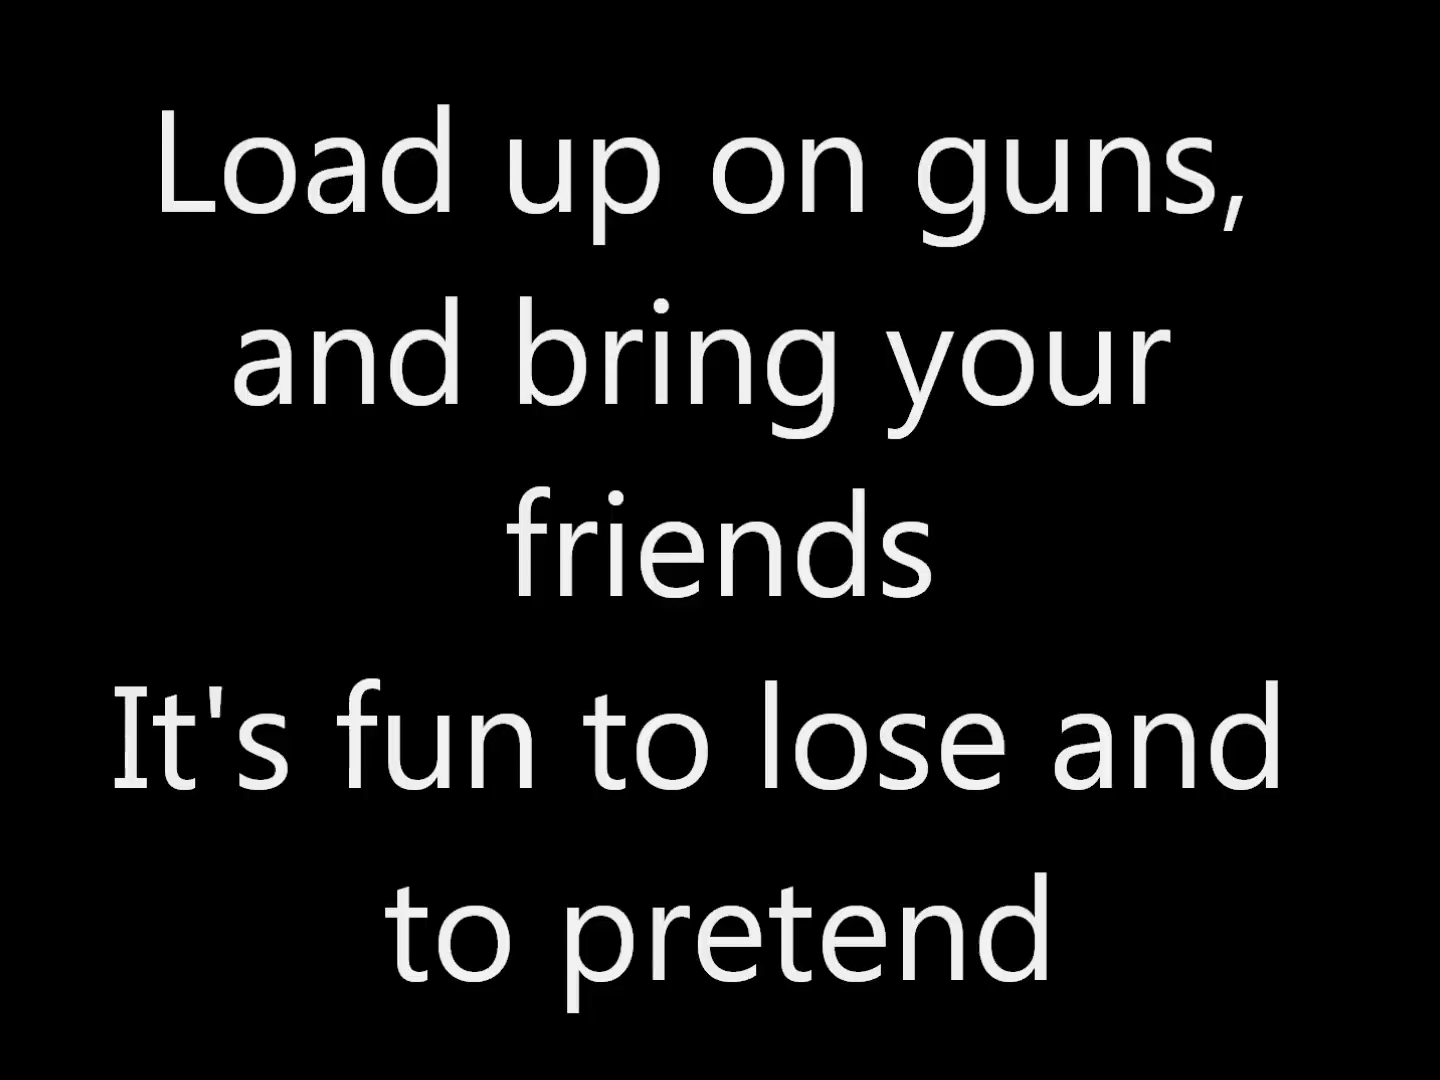 Load up on guns,
and bring your
friends
It's fun to lose and
to pretend